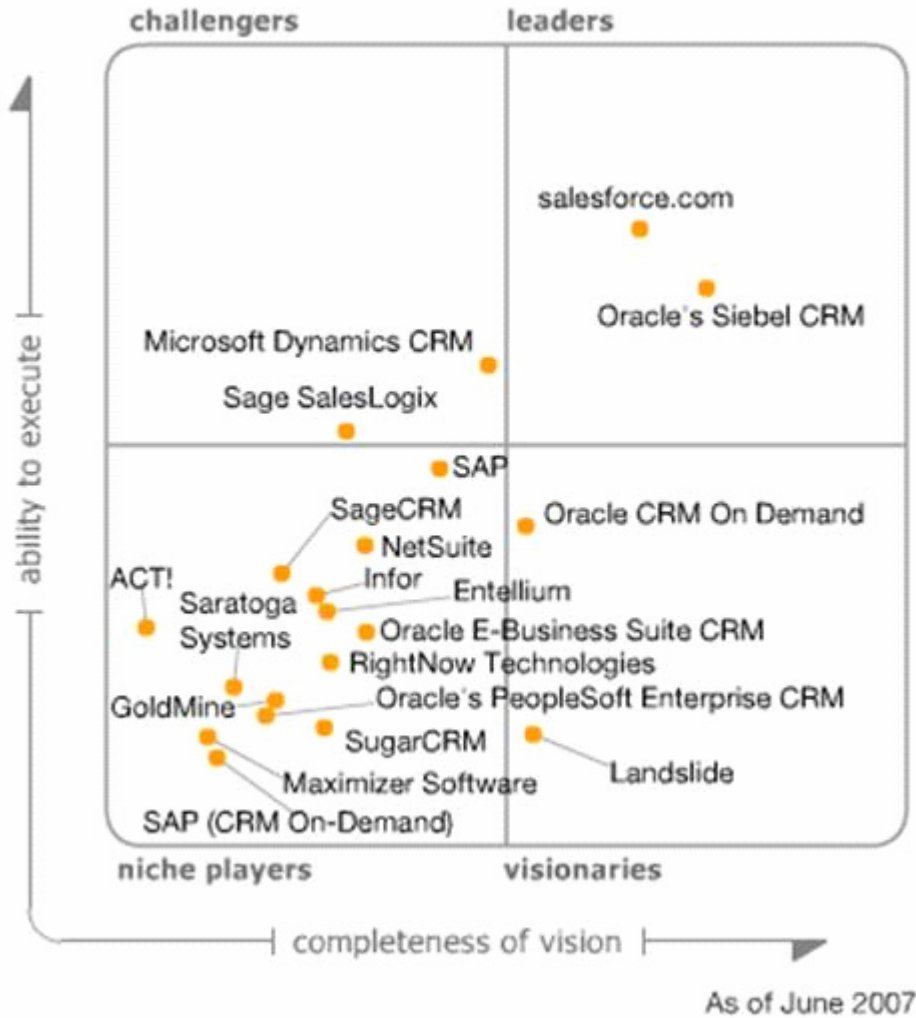 challengers
leaders
salesforce.com
Oracle's Siebel CRM
Microsoft Dynamics CRM
Sage SalesLogix
SAP
SageCRM
Oracle CRM On Demand
NetSuite
ACT!
Infor
Entellium
Saratoga
Systems
Oracle E-Business Suite CRM
RightNow Technologies
GoldMine
Oracle's PeopleSoft Enterprise CRM
SugarCRM
Landslide
Maximizer Software
SAP (CRM On-Demand)
niche players
visionaries
ability to execute
completeness of vision
As of June 2007